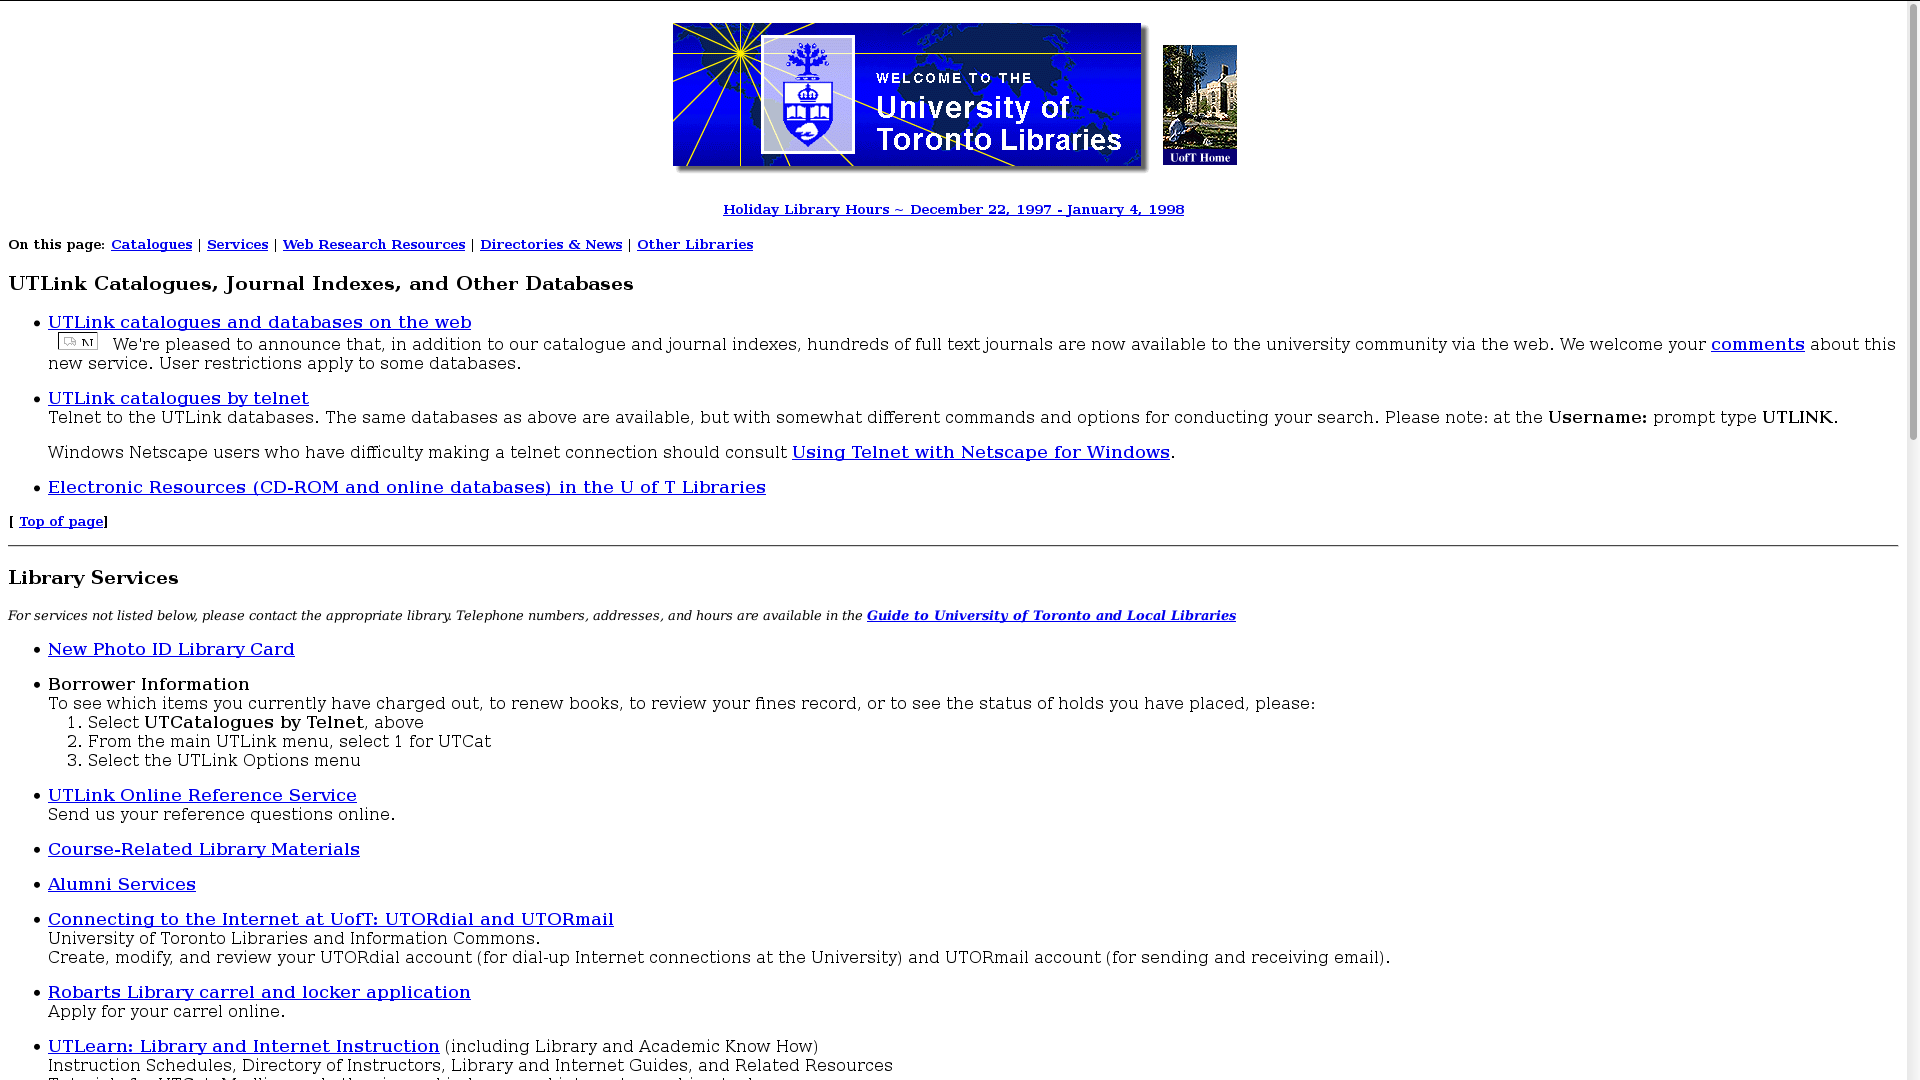 WELCOME TO THE
University of
Toronto Libraries
UofT Home
Holiday Library Hours ~ December 22, 1997 - January 4, 1998
On this page: Catalogues | Services | Web Research Resources | Directories & News | Other Libraries
UTLink Catalogues, Journal Indexes, and Other Databases
• UTLink catalogues and databases on the web
We're pleased to announce that, in addition to our catalogue and journal indexes, hundreds of full text journals are now available to the university community via the web. We welcome your comments about this
new service. User restrictions apply to some databases.
• UTLink catalogues by telnet
Telnet to the UTLink databases. The same databases as above are available, but with somewhat different commands and options for conducting your search. Please note: at the Username: prompt type UTLINK.
Windows Netscape users who have difficulty making a telnet connection should consult Using Telnet with Netscape for Windows.
• Electronic Resources (CD-ROM and online databases) in the U of T Libraries
[ Top of page]
Library Services
For services not listed below, please contact the appropriate library. Telephone numbers, addresses, and hours are available in the Guide to University of Toronto and Local Libraries
• New Photo ID Library Card
• Borrower Information
To see which items you currently have charged out, to renew books, to review your fines record, or to see the status of holds you have placed, please:
1. Select UTCatalogues by Telnet, above
2. From the main UTLink menu, select 1 for UTCat
3. Select the UTLink Options menu
• UTLink Online Reference Service
Send us your reference questions online.
• Course-Related Library Materials
• Alumni Services
• Connecting to the Internet at UofT: UTORdial and UTORmail
University of Toronto Libraries and Information Commons.
Create, modify, and review your UTORdial account (for dial-up Internet connections at the University) and UTORmail account (for sending and receiving email).
• Robarts Library carrel and locker application
Apply for your carrel online.
• UTLearn: Library and Internet Instruction (including Library and Academic Know How)
Instruction Schedules, Directory of Instructors, Library and Internet Guides, and Related Resources